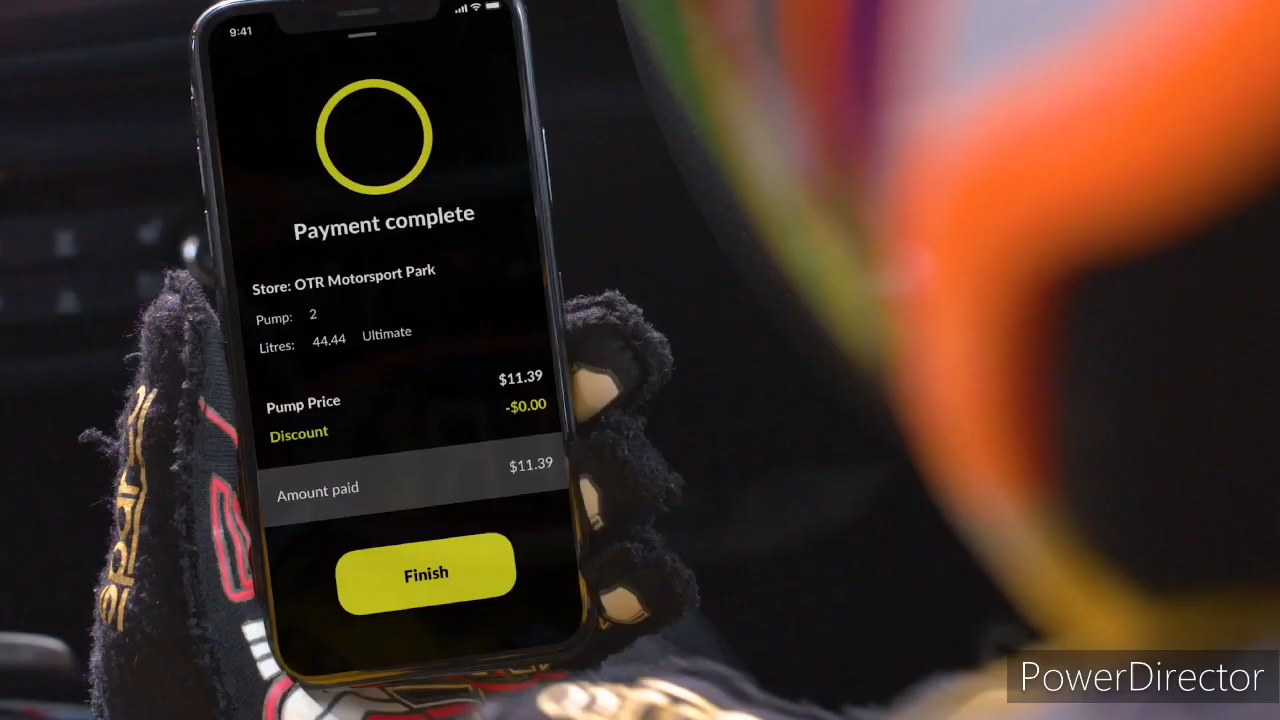 9:41
Payment complete
Store: OTR Motorsport Park
Pump: 2
Litres: 44.44 Ultimate
Pump Price $11.39
Discount -$0.00
Amount paid $11.39
Finish
PowerDirector